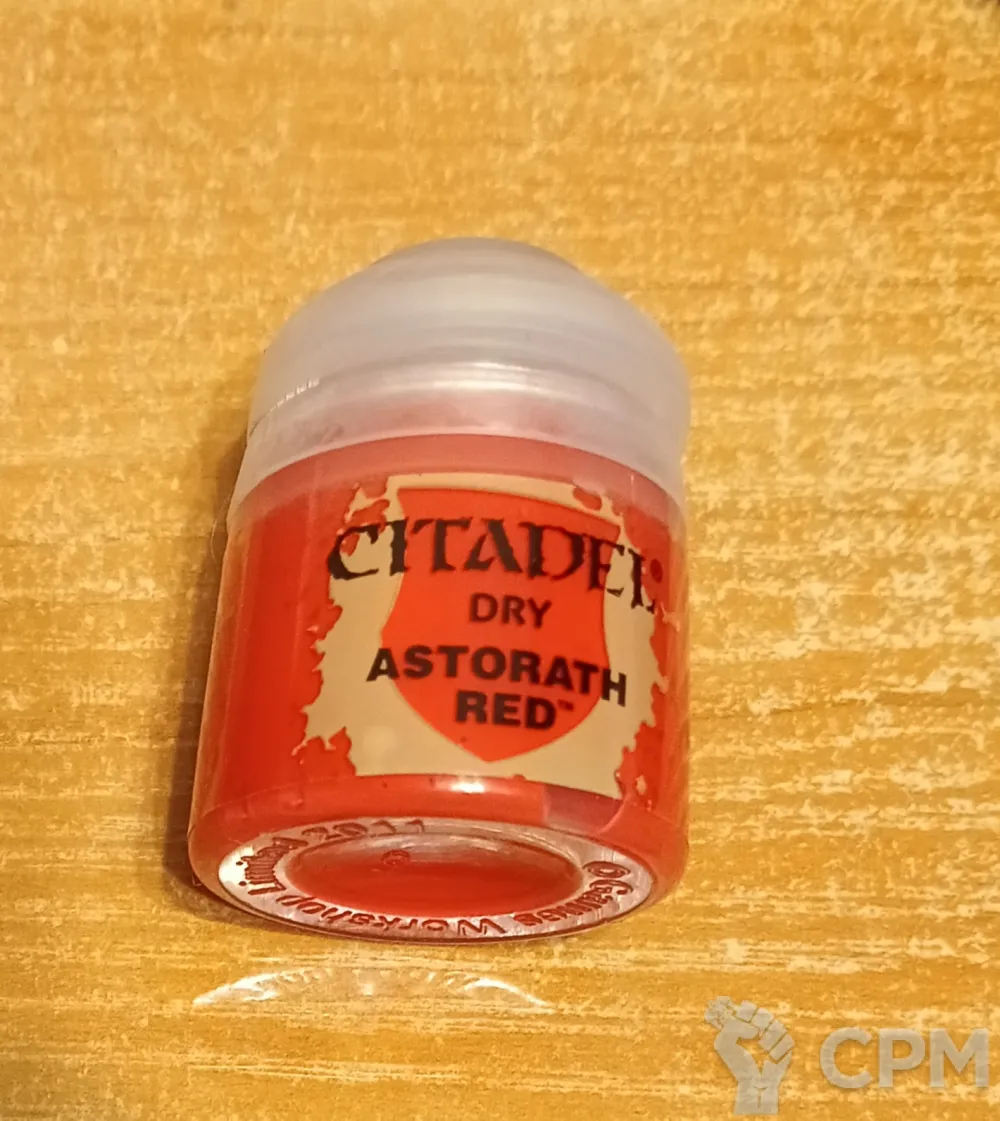 CITADEL®
DRY
ASTORATH
RED™
©Games Workshop Limited 2011
CPM